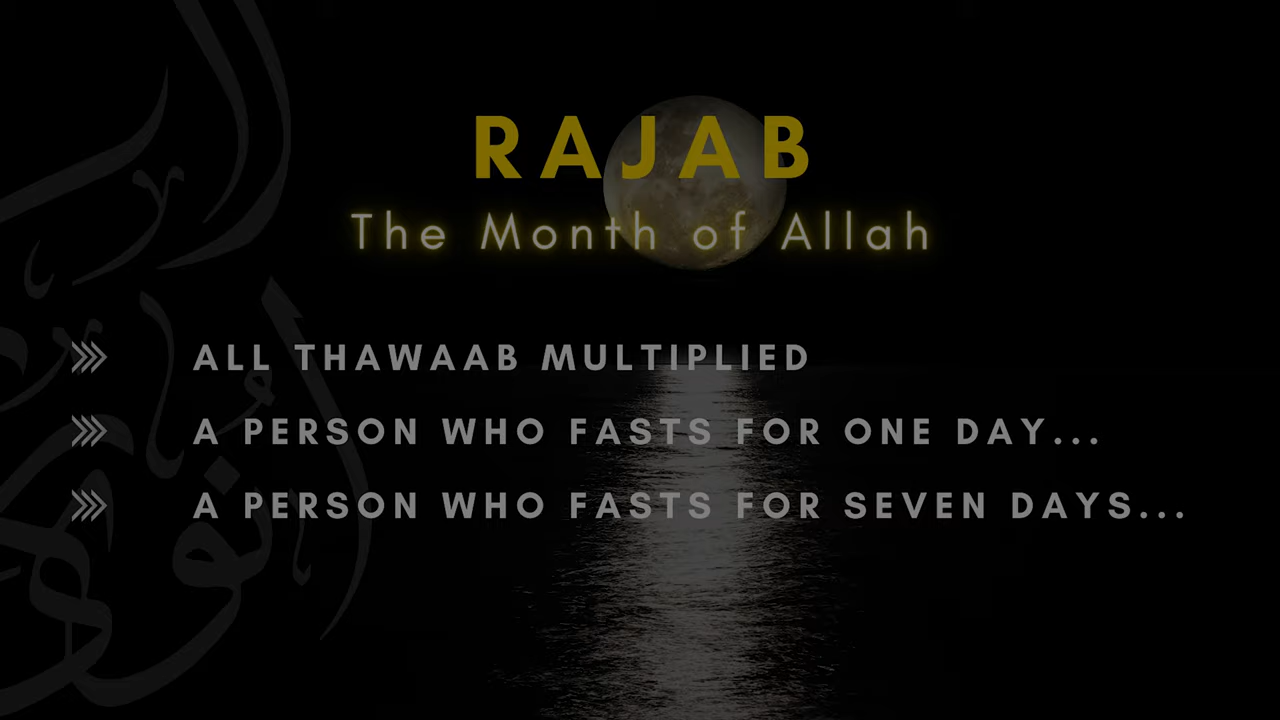 RAJAB
The Month of Allah
ALL THAWAAB MULTIPLIED
A PERSON WHO FASTS FOR ONE DAY...
A PERSON WHO FASTS FOR SEVEN DAYS...